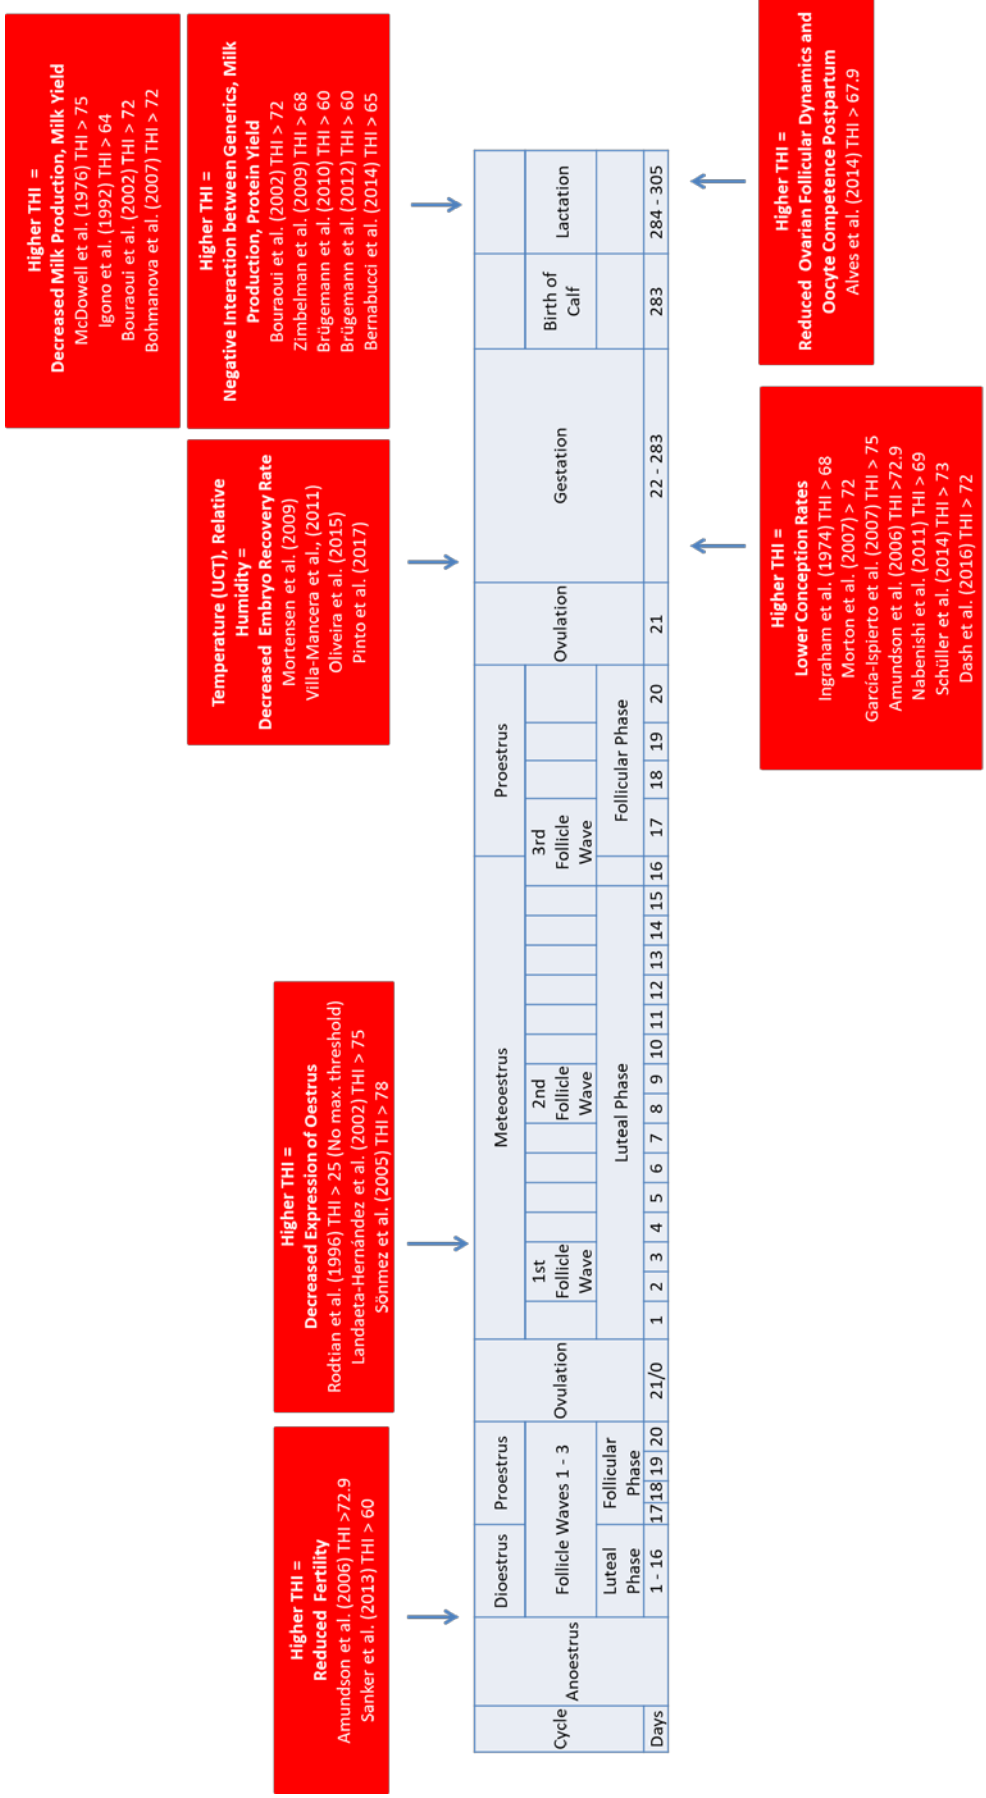 Higher THI =
Reduced Fertility
Amundson et al. (2006) THI >72.9
Sanker et al. (2013) THI > 60
Higher THI =
Decreased Expression of Oestrus
Rodtian et al. (1996) THI > 25 (No max. threshold)
Landaeta-Hernández et al. (2002) THI > 75
Sönmez et al. (2005) THI > 78
Temperature (UCT), Relative
Humidity =
Decreased Embryo Recovery Rate
Mortensen et al. (2009)
Villa-Mancera et al., (2011)
Oliveira et al. (2015)
Pinto et al. (2017)
Higher THI =
Decreased Milk Production, Milk Yield
McDowell et al. (1976) THI > 75
Igono et al. (1992) THI > 64
Bouraoui et al. (2002) THI > 72
Bohmanova et al. (2007) THI > 72
Higher THI =
Negative Interaction between Generics, Milk
Production, Protein Yield
Bouraoui et al. (2002) THI > 72
Zimbelman et al. (2009) THI > 68
Brügemann et al. (2010) THI > 60
Brügemann et al. (2012) THI > 60
Bernabucci et al. (2014) THI > 65
Cycle
Anoestrus
Dioestrus
Proestrus
Follicle Waves 1 - 3
Luteal
Phase
Follicular
Phase
Ovulation
Meteoestrus
1st
Follicle
Wave
2nd
Follicle
Wave
3rd
Follicle
Wave
Luteal Phase
Proestrus
Follicular Phase
Ovulation
Gestation
Birth of
Calf
Lactation
Days
1 - 16
17 18 19 20
21/0
1 2 3 4 5 6 7 8 9 10 11 12 13 14 15 16 17 18 19 20
21
22 - 283
283
284 - 305
Higher THI =
Lower Conception Rates
Ingraham et al. (1974) THI > 68
Morton et al. (2007) > 72
García-Ispierto et al. (2007) THI > 75
Amundson et al. (2006) THI >72.9
Nabenishi et al. (2011) THI > 69
Schüller et al. (2014) THI > 73
Dash et al. (2016) THI > 72
Higher THI =
Reduced Ovarian Follicular Dynamics and
Oocyte Competence Postpartum
Alves et al. (2014) THI > 67.9